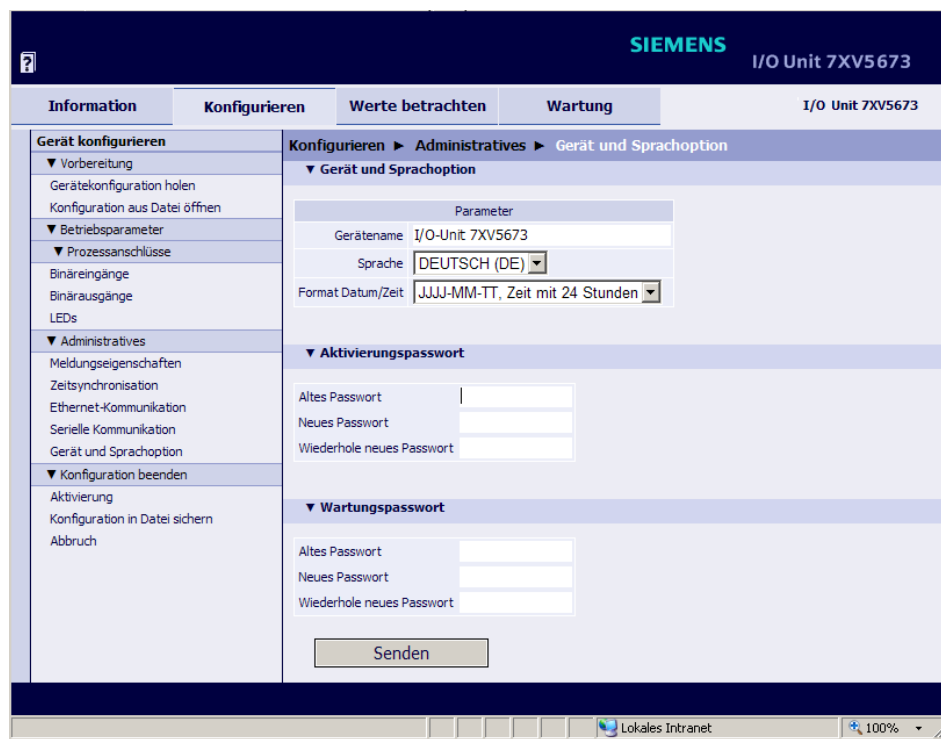 SIEMENS
I/O Unit 7XV5673
Information
Konfigurieren
Werte betrachten
Wartung
I/O Unit 7XV5673
Gerät konfigurieren
▼ Vorbereitung
Gerätekonfiguration holen
Konfiguration aus Datei öffnen
▼ Betriebsparameter
▼ Prozessanschlüsse
Binäreingänge
Binärausgänge
LEDs
▼ Administratives
Meldungseigenschaften
Zeitsynchronisation
Ethernet-Kommunikation
Serielle Kommunikation
Gerät und Sprachoption
▼ Konfiguration beenden
Aktivierung
Konfiguration in Datei sichern
Abbruch
Konfigurieren ► Administratives ► Gerät und Sprachoption
▼ Gerät und Sprachoption
Parameter
Gerätename I/O-Unit 7XV5673
Sprache DEUTSCH (DE)
Format Datum/Zeit JJJJ-MM-TT, Zeit mit 24 Stunden
▼ Aktivierungspasswort
Altes Passwort
Neues Passwort
Wiederhole neues Passwort
▼ Wartungspasswort
Altes Passwort
Neues Passwort
Wiederhole neues Passwort
Senden
Lokales Intranet
100%